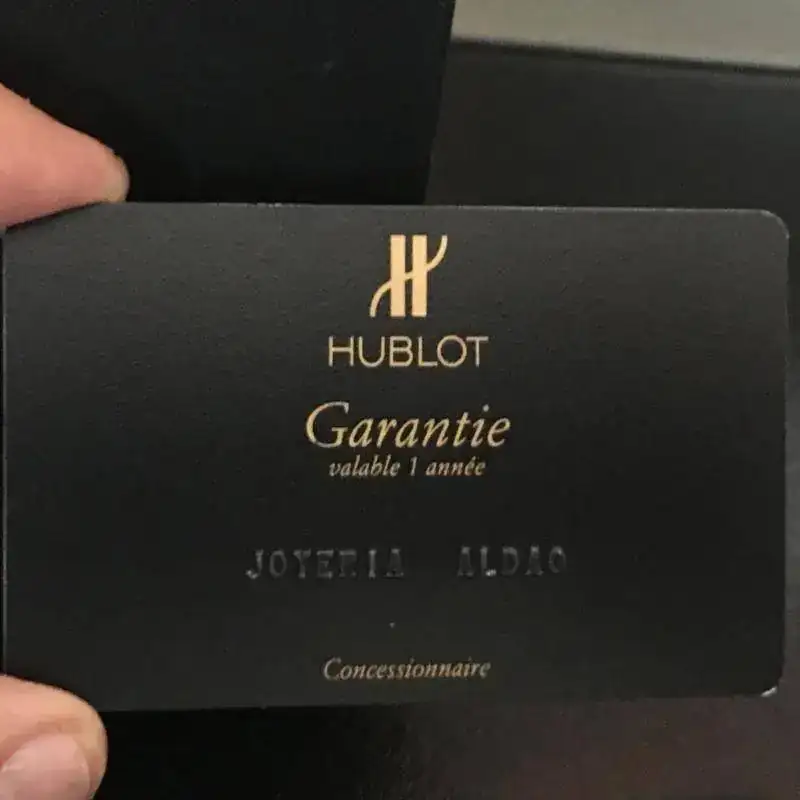 HUBLOT
Garantie
valable 1 année
JOYERIA ALDAO
Concessionnaire